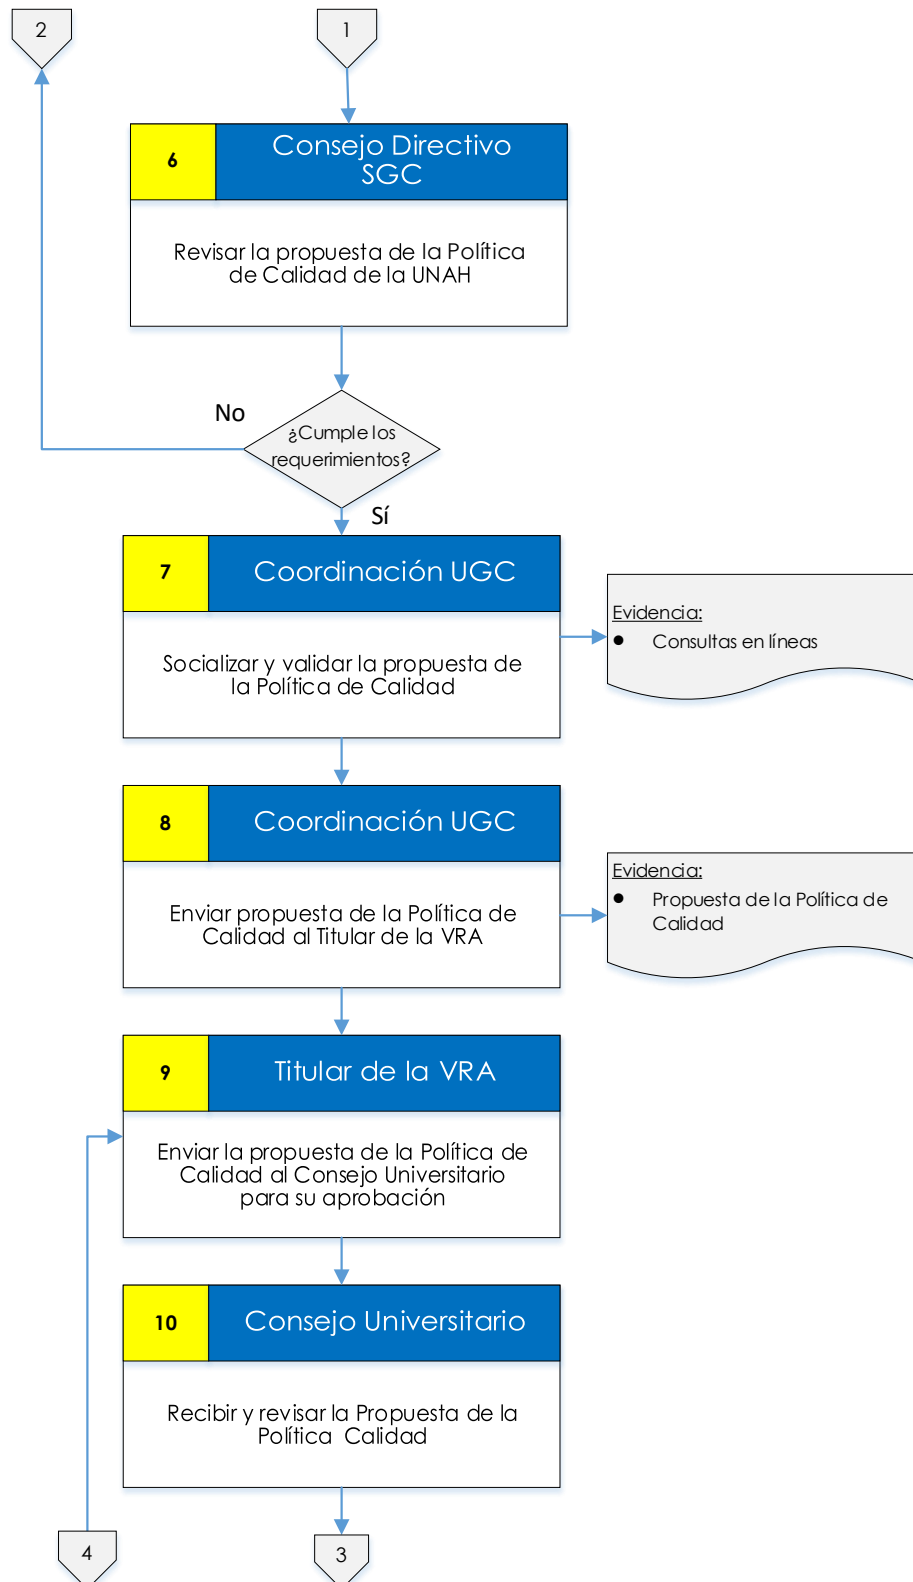 2
1
6
Consejo Directivo
SGC
Revisar la propuesta de la Política
de Calidad de la UNAH
No
¿Cumple los
requerimientos?
Sí
7
Coordinación UGC
Socializar y validar la propuesta de
la Política de Calidad
Evidencia:
● Consultas en líneas
8
Coordinación UGC
Enviar propuesta de la Política de
Calidad al Titular de la VRA
Evidencia:
● Propuesta de la Política de
Calidad
9
Titular de la VRA
Enviar la propuesta de la Política de
Calidad al Consejo Universitario
para su aprobación
10
Consejo Universitario
Recibir y revisar la Propuesta de la
Política Calidad
4
3